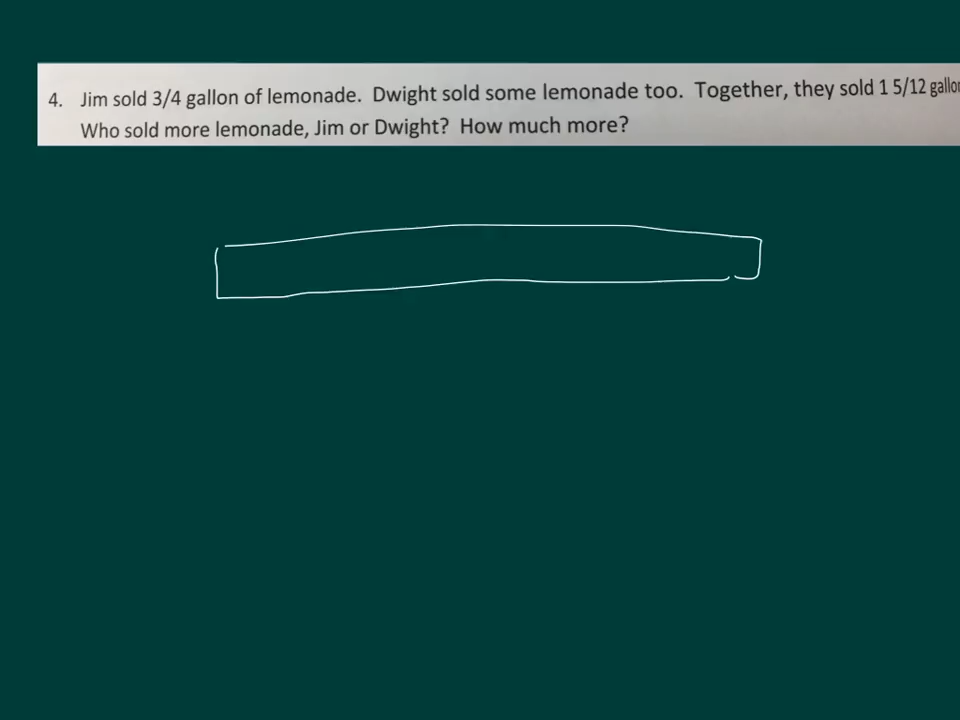 4. Jim sold 3/4 gallon of lemonade. Dwight sold some lemonade too. Together, they sold 1 5/12
Who sold more lemonade, Jim or Dwight? How much more?